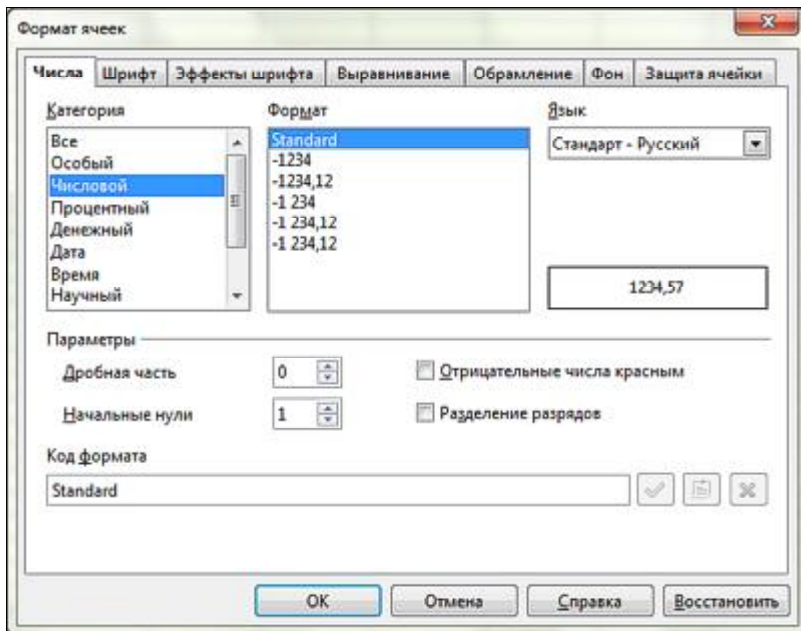 Формат ячеек
Числа Шрифт Эффекты шрифта Выравнивание Обрамление Фон Защита ячейки
Категория Формат Язык
Все
Особый
Числовой
Процентный
Денежный
Дата
Время
Научный
Standard
-1234
-1234,12
-1 234
-1 234,12
-1 234,12
Стандарт - Русский
1234,57
Параметры
Дробная часть 0 Отрицательные числа красным
Начальные нули 1 Разделение разрядов
Код формата
Standard
OK Отмена Справка Восстановить